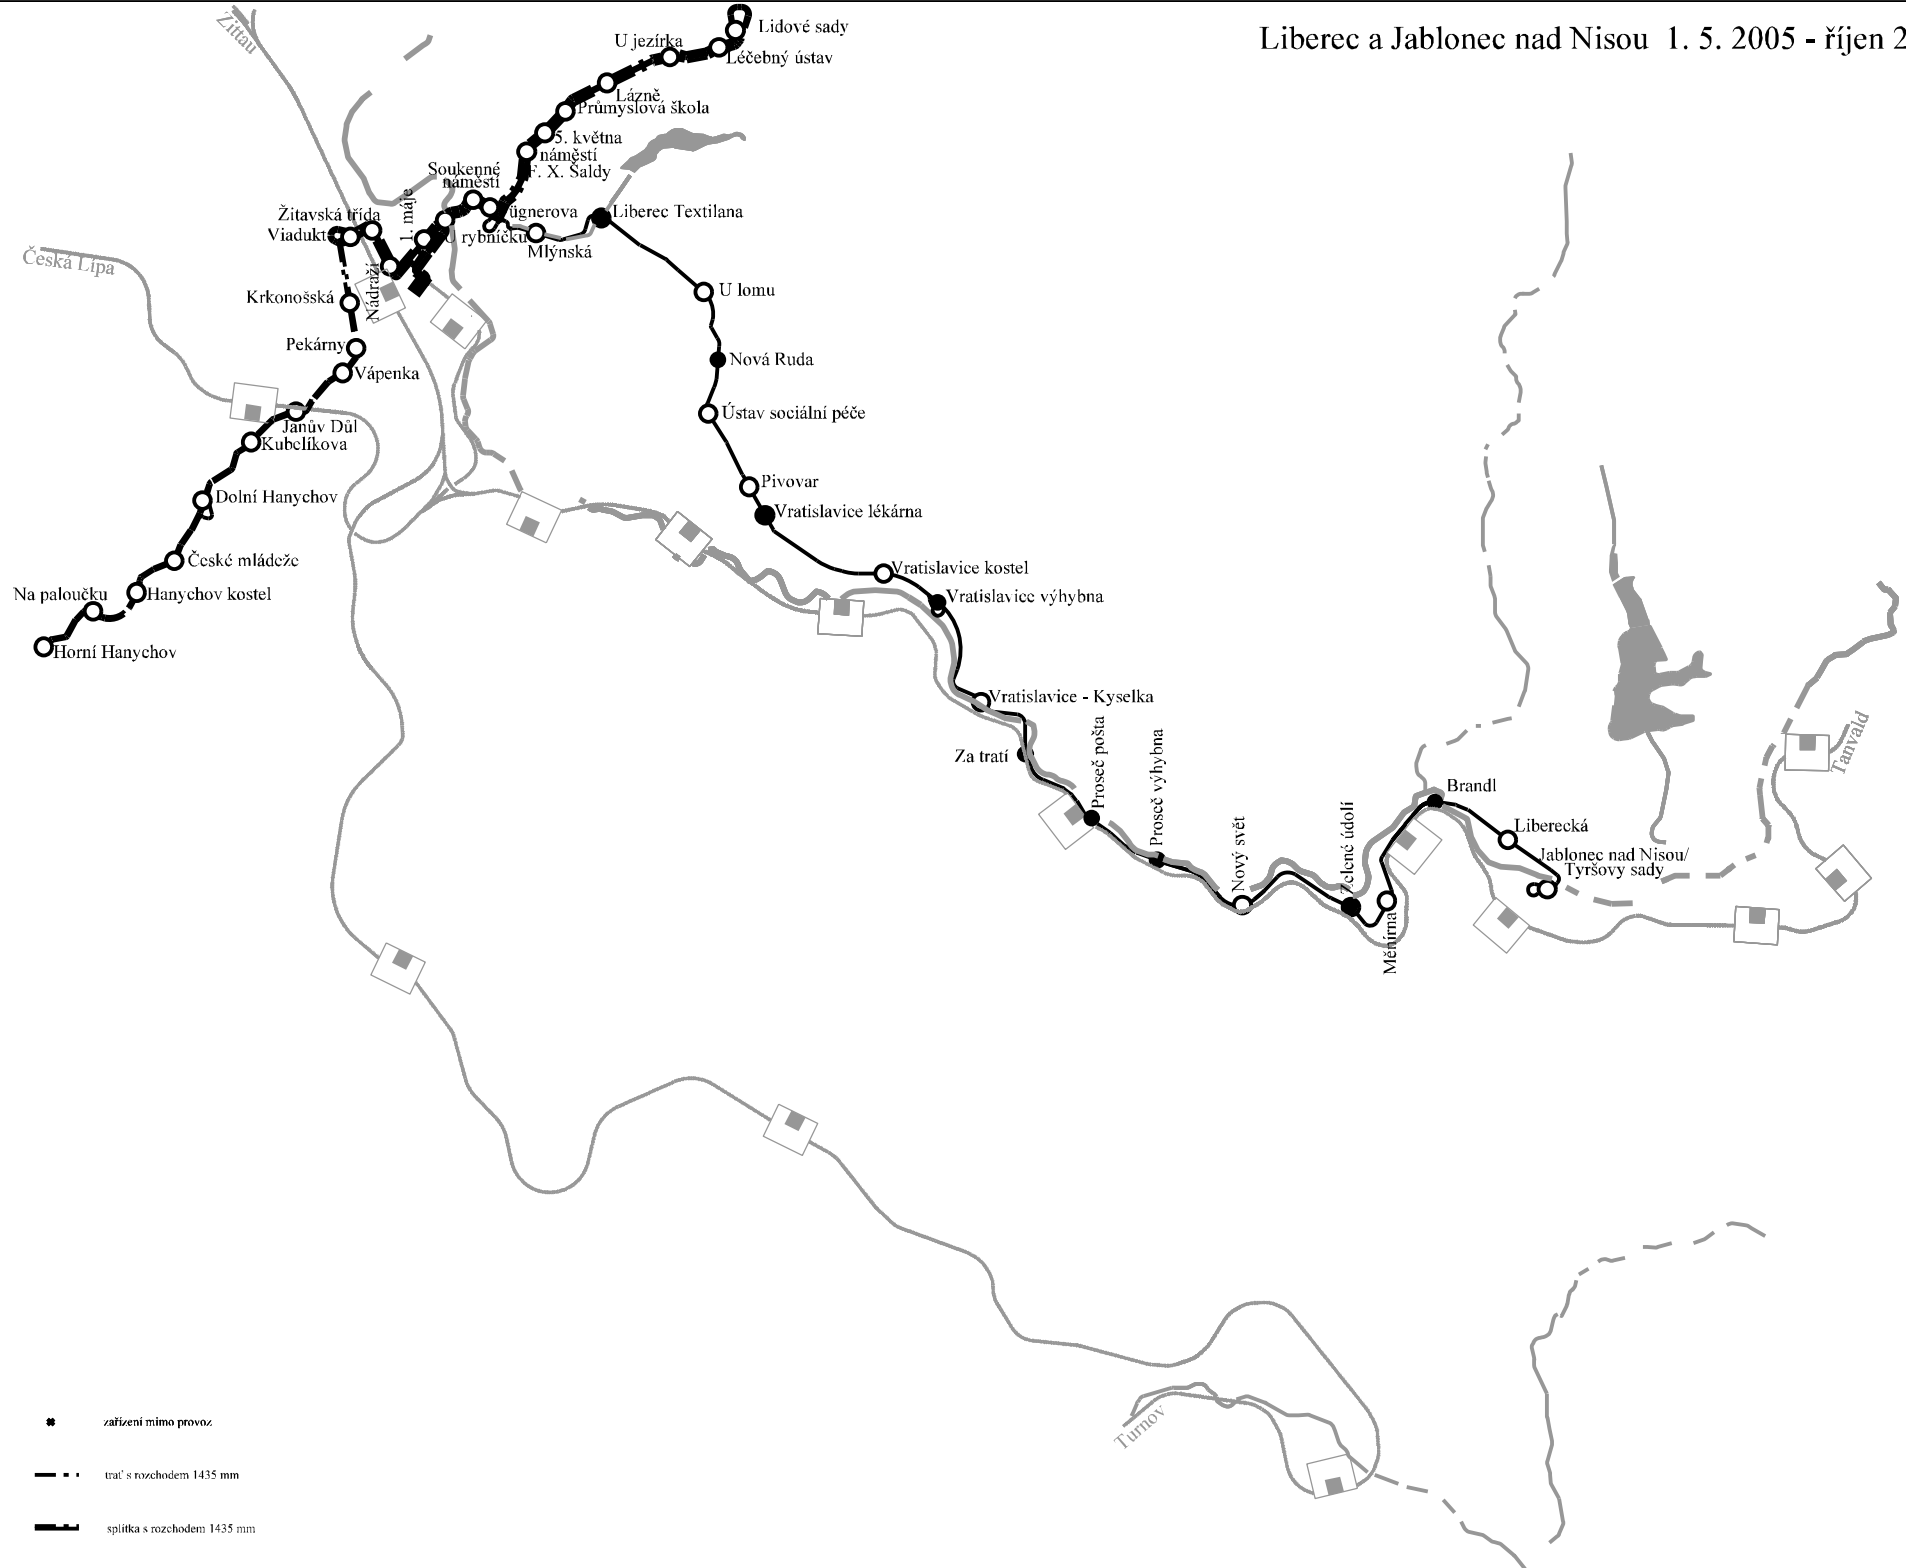 Liberec a Jablonec nad Nisou 1. 5. 2005 - říjen 2
Žittau
Lidové sady
U jezírka
Léčebný ústav
Lázně
Průmyslová škola
5. května
náměstí
F. X. Šaldy
Soukenné
náměstí
1. máje
Žitavská třída
Viadukt
ügnerova
U rybníčku
Mlýnská
Liberec Textilana
Česká Lípa
Nádraží
Krkonošská
U lomu
Pekárny
Vápenka
Nová Ruda
Ústav sociální péče
Janův Důl
Kubelíkova
Dolní Hanychov
Pivovar
Vratislavice lékárna
České mládeže
Vratislavice kostel
Na paloučku
Hanychov kostel
Vratislavice výhybna
Horní Hanychov
Vratislavice - Kyselka
Za tratí
Proseč pošta
Proseč výhybna
Tanvald
Brandl
Nový svět
Zelené údolí
Liberecká
Jablonec nad Nisou/
Tyršovy sady
Měnírna
Turnov
zařízení mimo provoz
trať s rozchodem 1435 mm
splítka s rozchodem 1435 mm